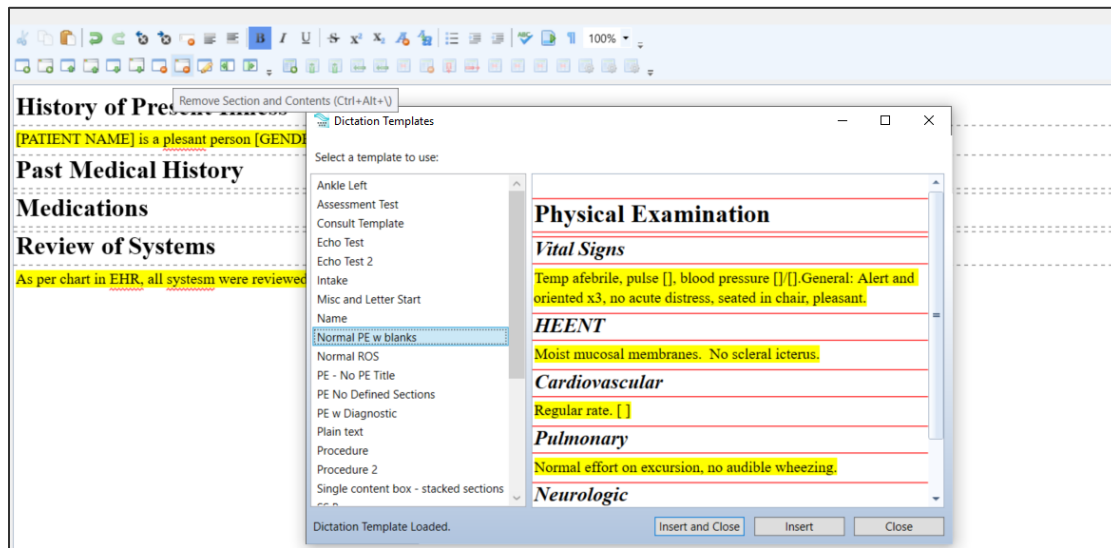 B I U S x² x₂ 100%
Remove Section and Contents (Ctrl+Alt+\)
History of Present Illness
[PATIENT NAME] is a plesant person [GENDE
Past Medical History
Medications
Review of Systems
As per chart in EHR, all systesm were reviewed
Dictation Templates
Select a template to use:
Ankle Left
Assessment Test
Consult Template
Echo Test
Echo Test 2
Intake
Misc and Letter Start
Name
Normal PE w blanks
Normal ROS
PE - No PE Title
PE No Defined Sections
PE w Diagnostic
Plain text
Procedure
Procedure 2
Single content box - stacked sections
Physical Examination
Vital Signs
Temp afebrile, pulse [], blood pressure []/[].General: Alert and
oriented x3, no acute distress, seated in chair, pleasant.
HEENT
Moist mucosal membranes. No scleral icterus.
Cardiovascular
Regular rate. [ ]
Pulmonary
Normal effort on excursion, no audible wheezing.
Neurologic
Dictation Template Loaded.
Insert and Close
Insert
Close